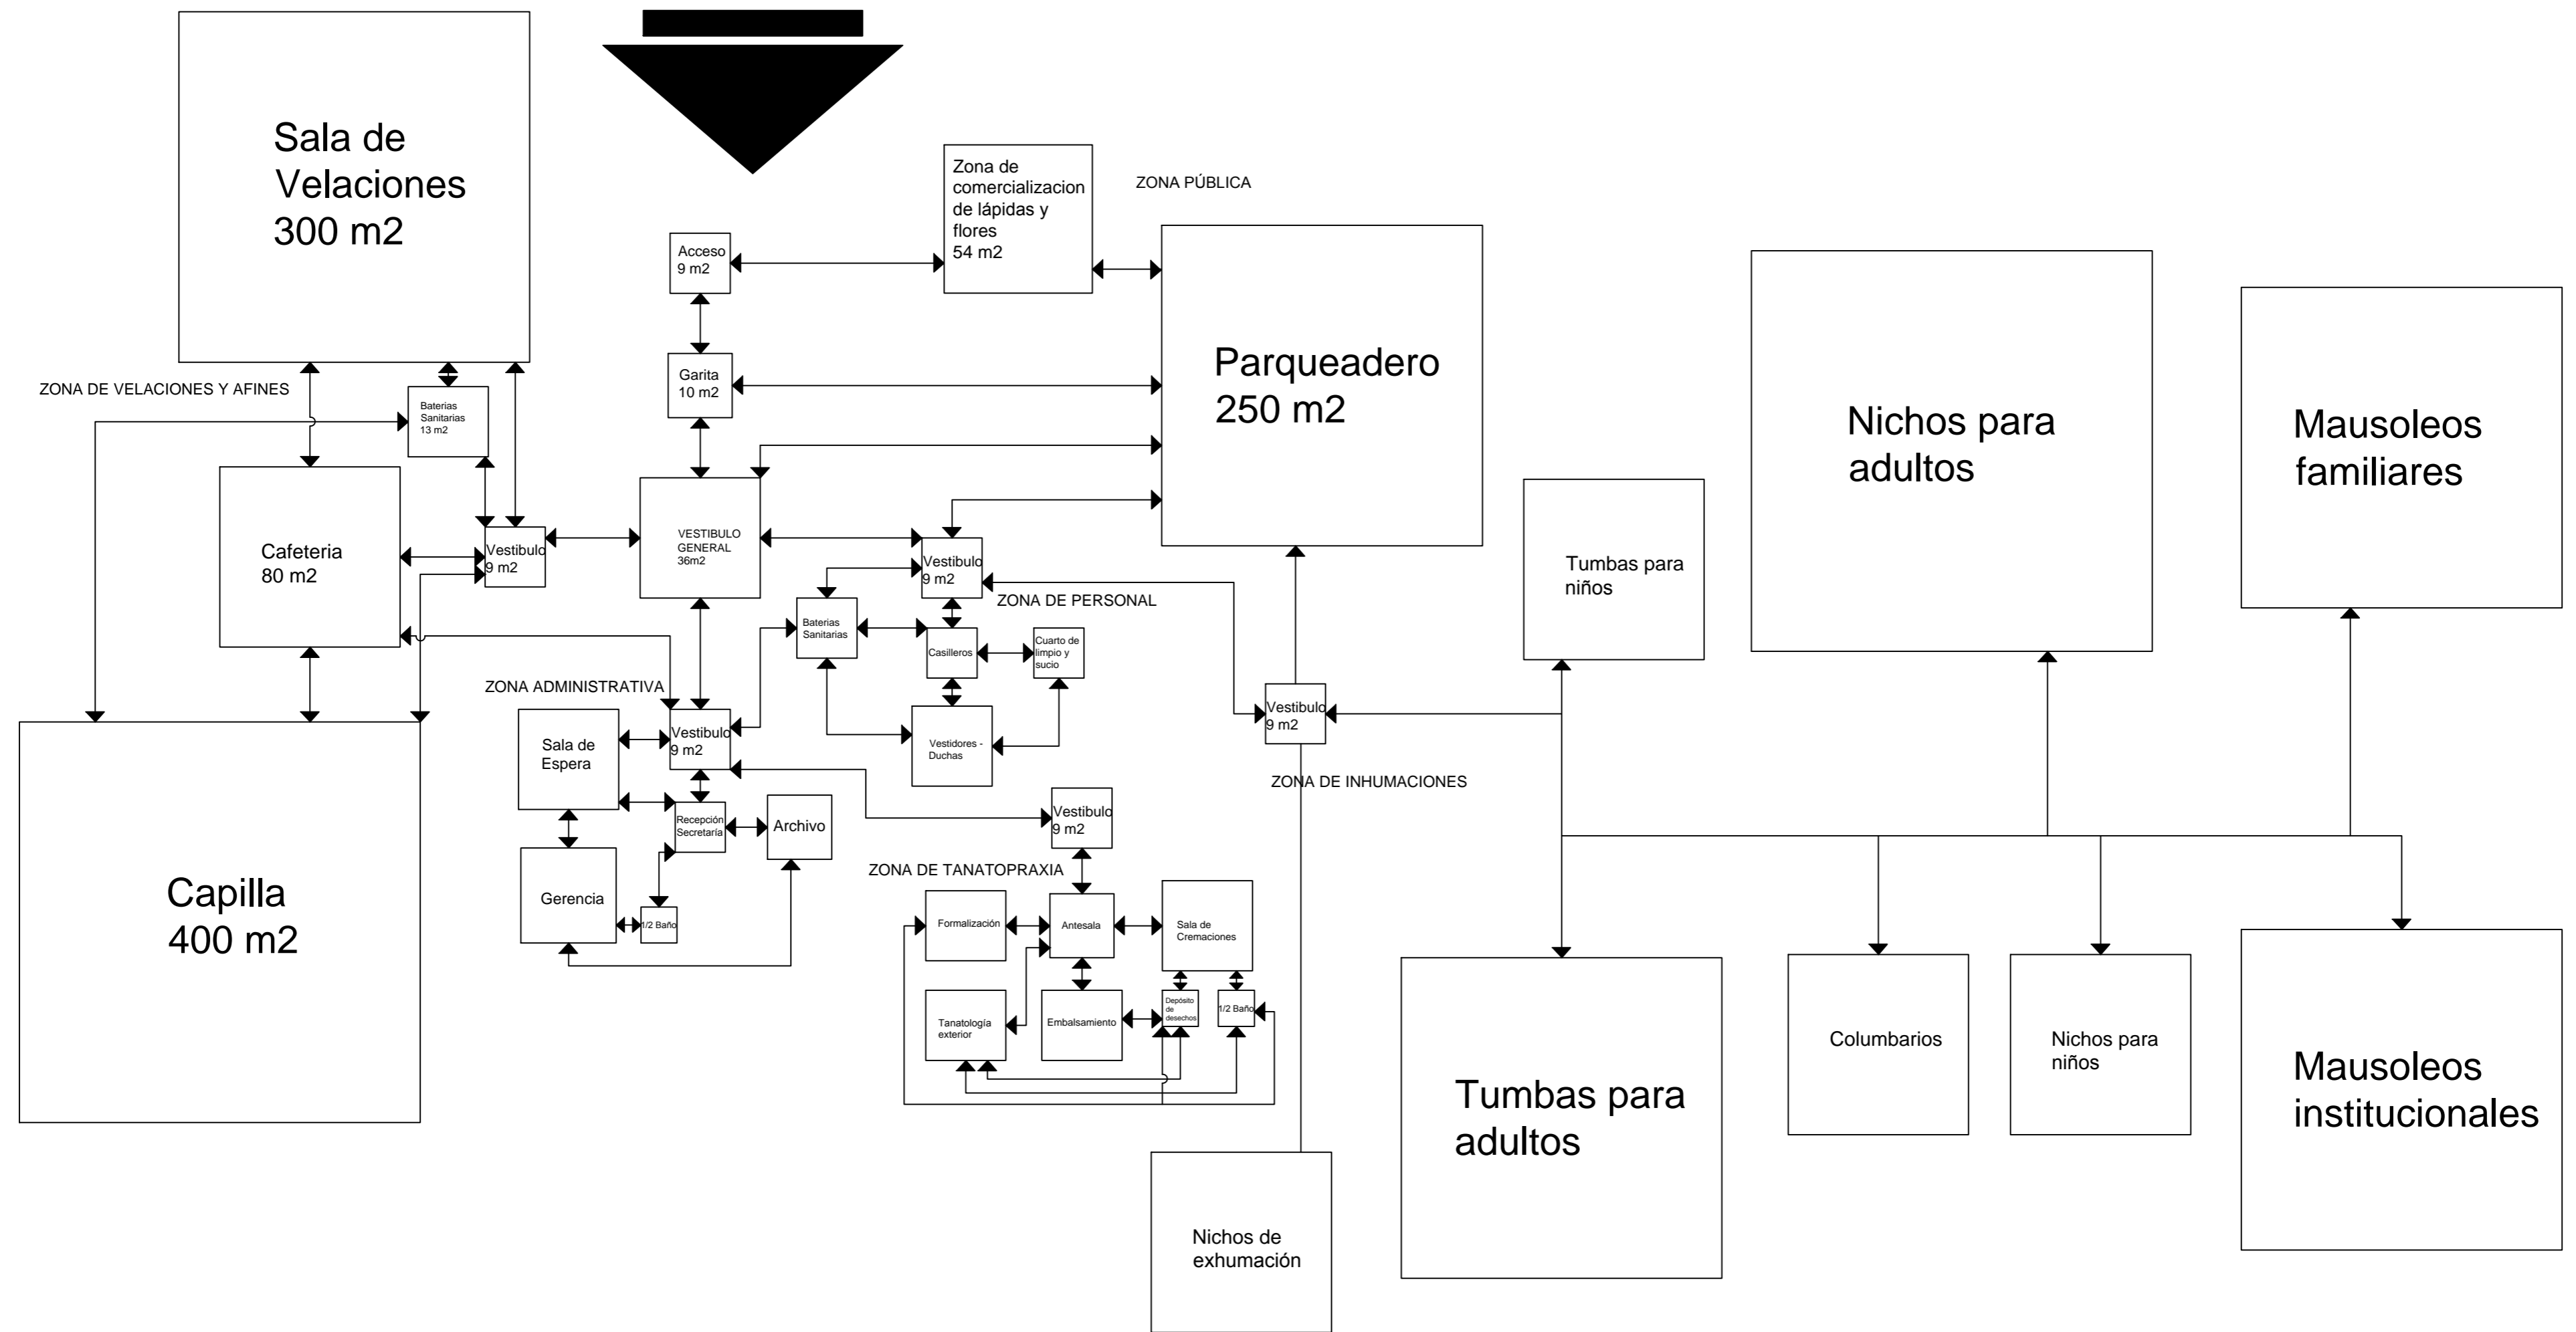 Sala de
Velaciones
300 m2
Zona de
comercializacion
de lápidas y
flores
54 m2
ZONA PÚBLICA
Acceso
9 m2
Parqueadero
250 m2
Garita
10 m2
ZONA DE VELACIONES Y AFINES
Baterias
Sanitarias
13 m2
Nichos para
adultos
Mausoleos
familiares
Cafeteria
80 m2
Vestibulo
9 m2
VESTIBULO
GENERAL
36m2
Vestibulo
9 m2
Tumbas para
niños
ZONA DE PERSONAL
Baterias
Sanitarias
Casilleros
Cuarto de
limpio y
sucio
ZONA ADMINISTRATIVA
Vestibulo
9 m2
Vestidores -
Duchas
Vestibulo
9 m2
Sala de
Espera
ZONA DE INHUMACIONES
Recepción
Secretaría
Archivo
Vestibulo
9 m2
ZONA DE TANATOPRAXIA
Capilla
400 m2
Gerencia
1/2 Baño
Formalización
Antesala
Sala de
Cremaciones
Tanatología
exterior
Embalsamiento
Depósito
de
desechos
1/2 Baño
Tumbas para
adultos
Columbarios
Nichos para
niños
Mausoleos
institucionales
Nichos de
exhumación